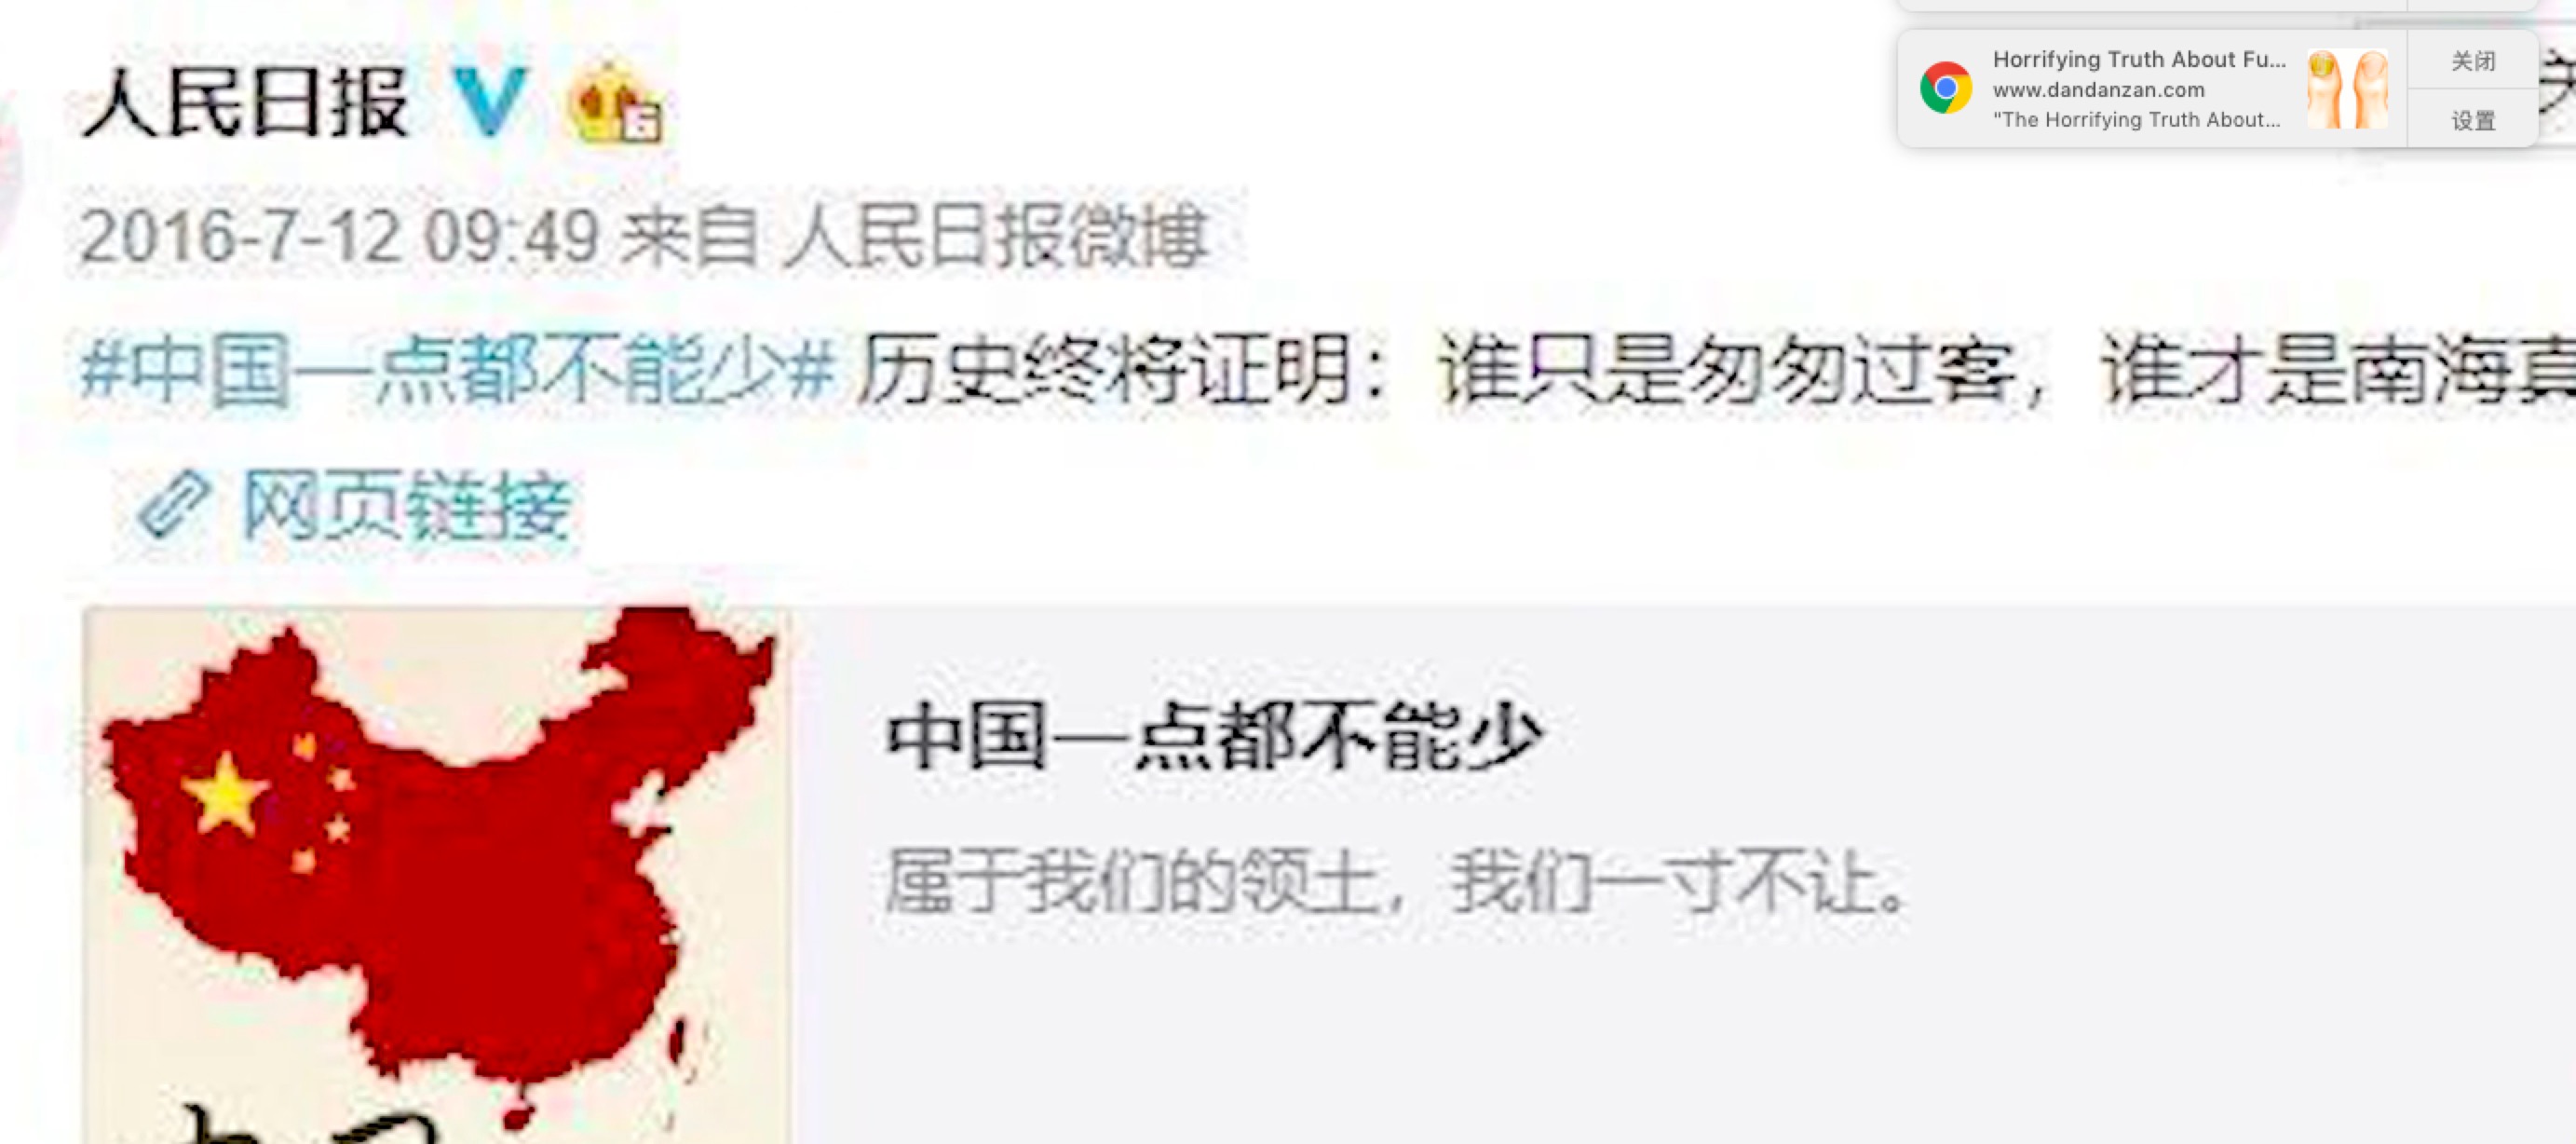 人民日报
2016-7-12 09:49 来自 人民日报微博
#中国一点都不能少# 历史终将证明：谁只是匆匆过客，谁才是南海真
网页链接
中国一点都不能少
属于我们的领土，我们一寸不让。
Horrifying Truth About Fu...
www.dandanzan.com
"The Horrifying Truth About...
关闭
设置